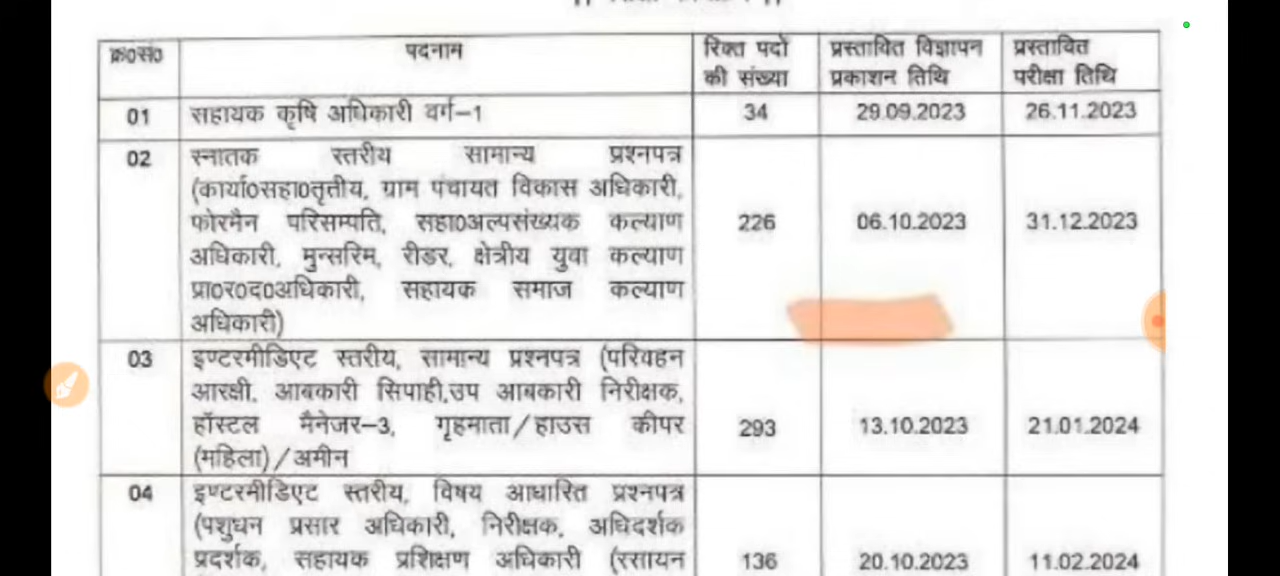 क्र0सं0 पदनाम रिक्त पदों की संख्या प्रस्तावित विज्ञापन प्रकाशन तिथि प्रस्तावित परीक्षा तिथि
01 सहायक कृषि अधिकारी वर्ग–1 34 29.09.2023 26.11.2023
02 स्नातक स्तरीय सामान्य प्रश्नपत्र
(कार्या0सहा0तृत्तीय, ग्राम पंचायत विकास अधिकारी,
फोरमैन परिसम्पति, सहा0अल्पसंख्यक कल्याण 226 06.10.2023 31.12.2023
अधिकारी, मुन्सरिम, रीडर, क्षेत्रीय युवा कल्याण
प्रा0र0द0अधिकारी, सहायक समाज कल्याण
अधिकारी)
03 इण्टरमीडिएट स्तरीय, सामान्य प्रश्नपत्र (परिवहन
आरक्षी, आबकारी सिपाही,उप आबकारी निरीक्षक,
हॉस्टल मैनेजर–3, गृहमाता/हाउस कीपर 293 13.10.2023 21.01.2024
(महिला)/अमीन
04 इण्टरमीडिएट स्तरीय, विषय आधारित प्रश्नपत्र
(पशुधन प्रसार अधिकारी, निरीक्षक, अधिदर्शक
प्रदर्शक, सहायक प्रशिक्षण अधिकारी (रसायन 136 20.10.2023 11.02.2024